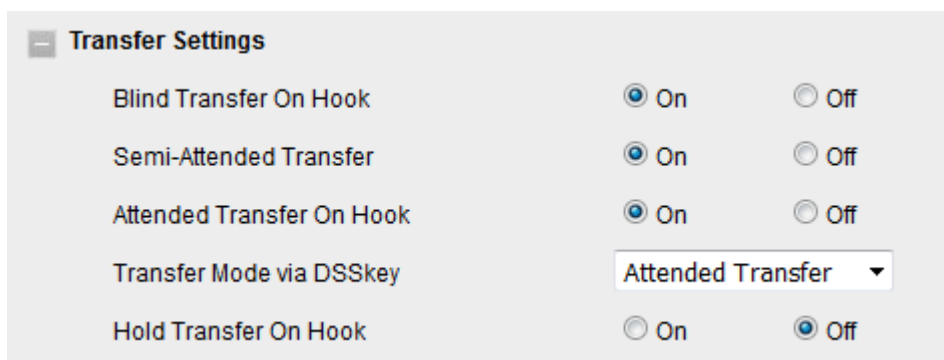 Transfer Settings
Blind Transfer On Hook On Off
Semi-Attended Transfer On Off
Attended Transfer On Hook On Off
Transfer Mode via DSSkey Attended Transfer
Hold Transfer On Hook On Off